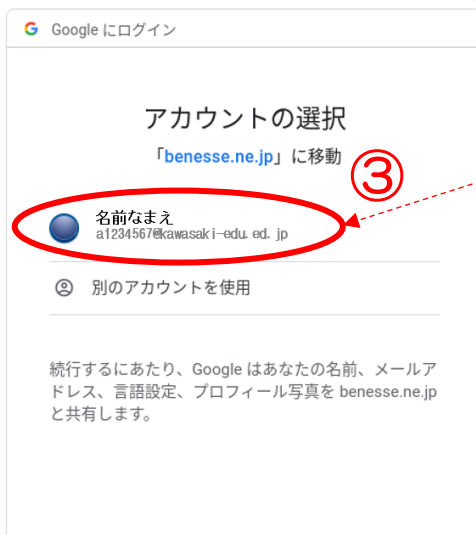 Google にログイン
アカウントの選択
「benesse.ne.jp」に移動
③
名前なまえ
a1234567@kawasaki-edu.ed.jp
別のアカウントを使用
続行するにあたり、Google はあなたの名前、メールア
ドレス、言語設定、プロフィール写真を benesse.ne.jp
と共有します。